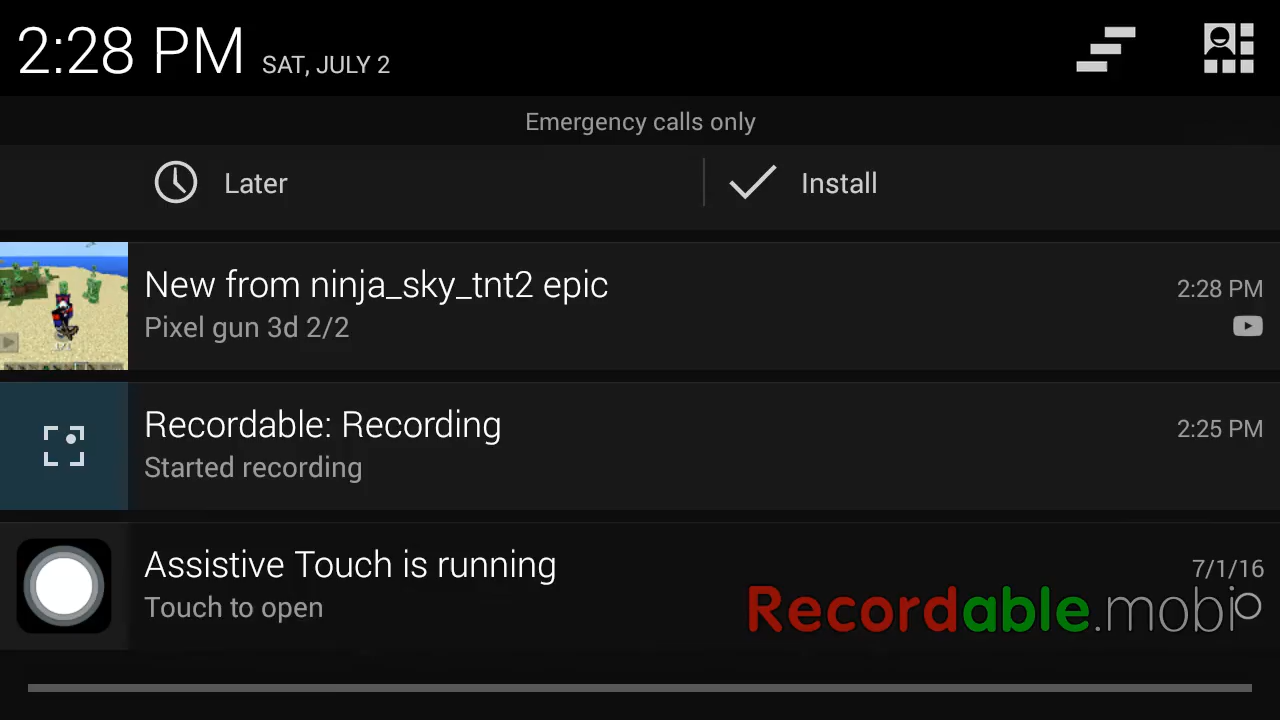 2:28 PM SAT, JULY 2
Emergency calls only
Later Install
New from ninja_sky_tnt2 epic 2:28 PM
Pixel gun 3d 2/2
Recordable: Recording 2:25 PM
Started recording
Assistive Touch is running 7/1/16
Touch to open
Recordable.mobi